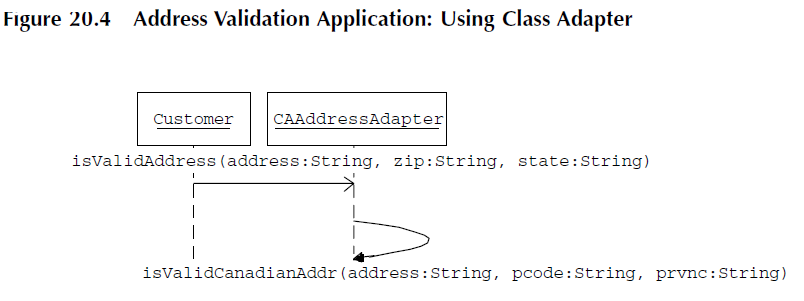 Figure 20.4 Address Validation Application: Using Class Adapter
Customer CAAddressAdapter
isValidAddress(address:String, zip:String, state:String)
isValidCanadianAddr(address:String, pcode:String, prvnc:String)